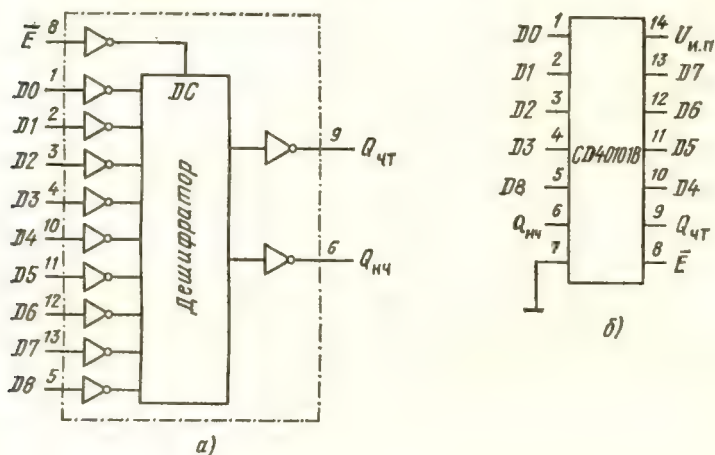 Ē 8
D0 1
DC
D1 2
D2 3
D3 4
D4 10
D5 11
D6 12
D7 13
D8 5
Дешифратор
9 Qчт
6 Qнч
а)
D0 1
D1 2
D2 3
D3 4
D8 5
Qнч 6
7
CD40101B
14 Uи.п
13 D7
12 D6
11 D5
10 D4
9 Qчт
8 Ē
б)